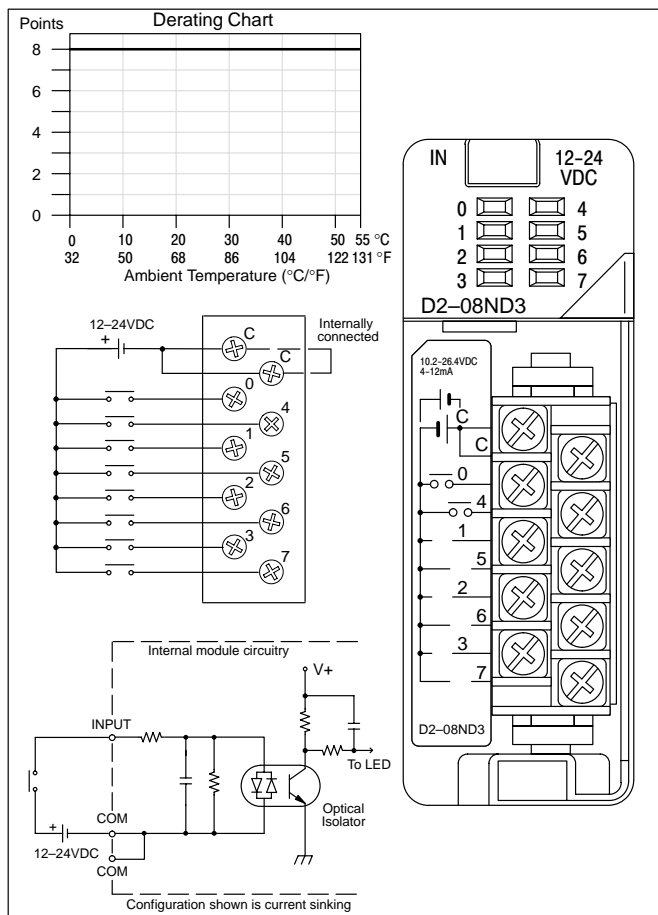 Derating Chart
Points
8
6
4
2
0
0 10 20 30 40 50 55 °C
32 50 68 86 104 122 131 °F
Ambient Temperature (°C/°F)
12–24VDC
+
Internally
connected
C
C
0
4
1
5
2
6
3
7
Internal module circuitry
V+
INPUT
To LED
Optical
Isolator
COM
+
12–24VDC
COM
Configuration shown is current sinking
IN
12–24
VDC
0 4
1 5
2 6
3 7
D2–08ND3
10.2–26.4VDC
4–12mA
C
C
0
4
1
5
2
6
3
7
D2–08ND3